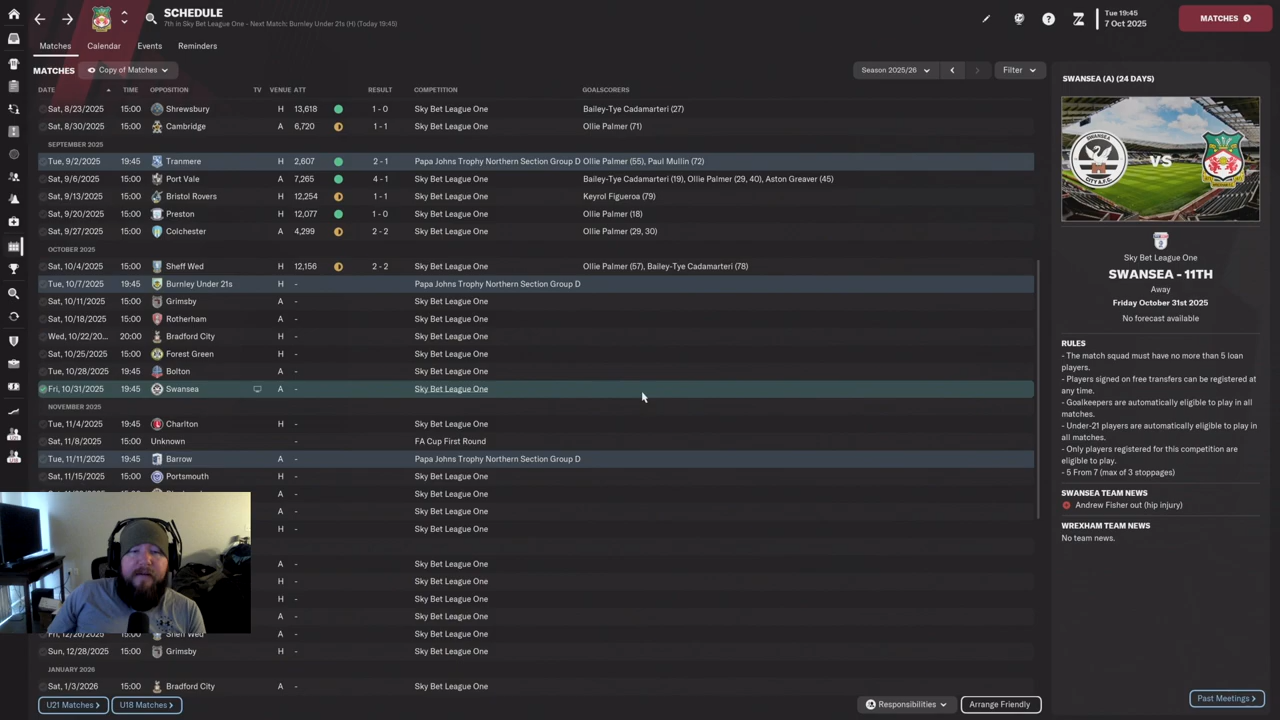 SCHEDULE
7th in Sky Bet League One - Next Match: Burnley Under 21s (H) (Today 19:45)
Tue 19:45
7 Oct 2025
MATCHES
Matches Calendar Events Reminders
MATCHES Copy of Matches Season 2025/26 Filter
DATE TIME OPPOSITION TV VENUE ATT RESULT COMPETITION GOALSCORERS
Sat, 8/23/2025 15:00 Shrewsbury H 13,618 1 - 0 Sky Bet League One Bailey-Tye Cadamarteri (27)
Sat, 8/30/2025 15:00 Cambridge A 6,720 1 - 1 Sky Bet League One Ollie Palmer (71)
SEPTEMBER 2025
Tue, 9/2/2025 19:45 Tranmere H 2,607 2 - 1 Papa Johns Trophy Northern Section Group D Ollie Palmer (55), Paul Mullin (72)
Sat, 9/6/2025 15:00 Port Vale A 7,265 4 - 1 Sky Bet League One Bailey-Tye Cadamarteri (19), Ollie Palmer (29, 40), Aston Greaver (45)
Sat, 9/13/2025 15:00 Bristol Rovers H 12,254 1 - 1 Sky Bet League One Keyrol Figueroa (79)
Sat, 9/20/2025 15:00 Preston H 12,077 1 - 0 Sky Bet League One Ollie Palmer (18)
Sat, 9/27/2025 15:00 Colchester A 4,299 2 - 2 Sky Bet League One Ollie Palmer (29, 30)
OCTOBER 2025
Sat, 10/4/2025 15:00 Sheff Wed H 12,156 2 - 2 Sky Bet League One Ollie Palmer (57), Bailey-Tye Cadamarteri (78)
Tue, 10/7/2025 19:45 Burnley Under 21s H - Papa Johns Trophy Northern Section Group D
Sat, 10/11/2025 15:00 Grimsby A - Sky Bet League One
Sat, 10/18/2025 15:00 Rotherham A - Sky Bet League One
Wed, 10/22/20... 20:00 Bradford City H - Sky Bet League One
Sat, 10/25/2025 15:00 Forest Green H - Sky Bet League One
Tue, 10/28/2025 19:45 Bolton A - Sky Bet League One
Fri, 10/31/2025 19:45 Swansea A - Sky Bet League One
NOVEMBER 2025
Tue, 11/4/2025 19:45 Charlton H - Sky Bet League One
Sat, 11/8/2025 15:00 Unknown - FA Cup First Round
Tue, 11/11/2025 19:45 Barrow A - Papa Johns Trophy Northern Section Group D
Sat, 11/15/2025 15:00 Portsmouth H - Sky Bet League One
A - Sky Bet League One
A - Sky Bet League One
H - Sky Bet League One
A - Sky Bet League One
H - Sky Bet League One
H - Sky Bet League One
A - Sky Bet League One
Fri, 12/26/2025 15:00 Sheff Wed A - Sky Bet League One
Sun, 12/28/2025 15:00 Grimsby H - Sky Bet League One
JANUARY 2026
Sat, 1/3/2026 15:00 Bradford City A - Sky Bet League One
U21 Matches > U18 Matches > Responsibilities Arrange Friendly
SWANSEA (A) (24 DAYS)
VS
Sky Bet League One
SWANSEA - 11TH
Away
Friday October 31st 2025
No forecast available
RULES
- The match squad must have no more than 5 loan
players.
- Players signed on free transfers can be registered at
any time.
- Goalkeepers are automatically eligible to play in all
matches.
- Under-21 players are automatically eligible to play in
all matches.
- Only players registered for this competition are
eligible to play.
- 5 From 7 (max of 3 stoppages)
SWANSEA TEAM NEWS
Andrew Fisher out (hip injury)
WREXHAM TEAM NEWS
No team news.
Past Meetings >